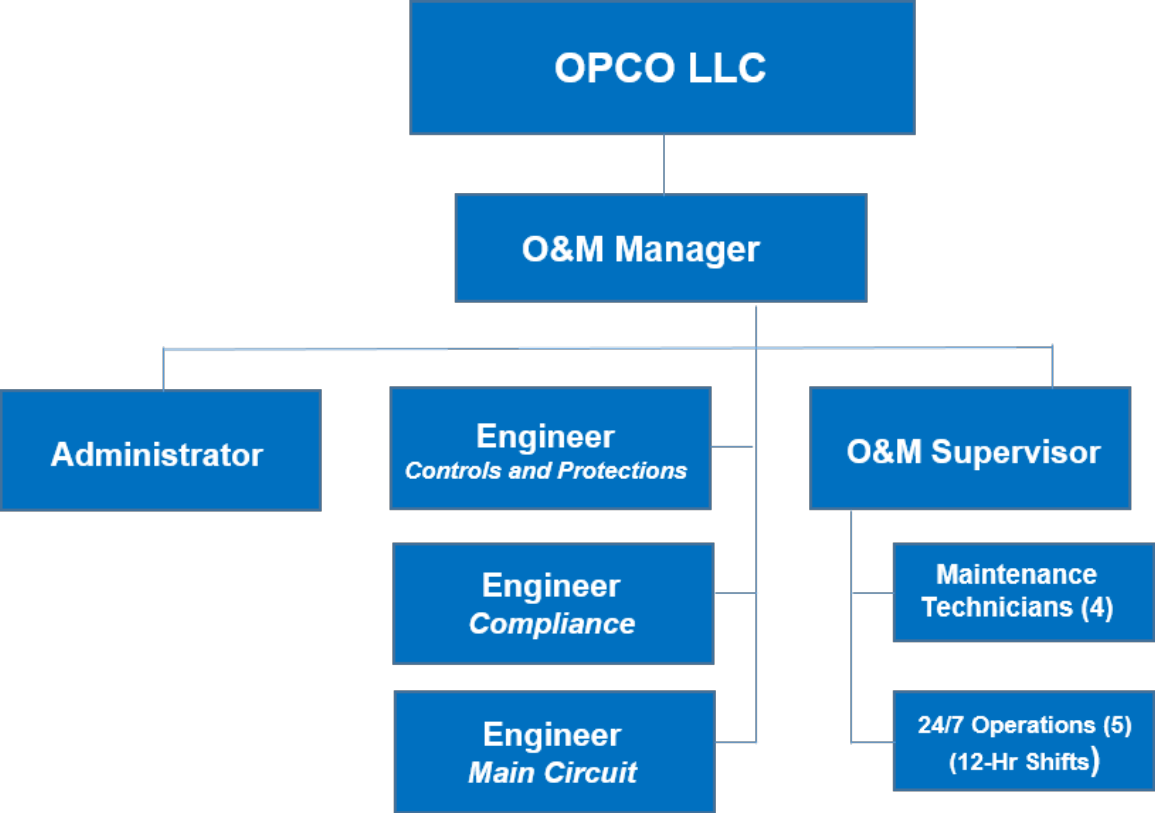 OPCO LLC
O&M Manager
Administrator
Engineer
Controls and Protections
O&M Supervisor
Engineer
Compliance
Maintenance
Technicians (4)
Engineer
Main Circuit
24/7 Operations (5)
(12-Hr Shifts)